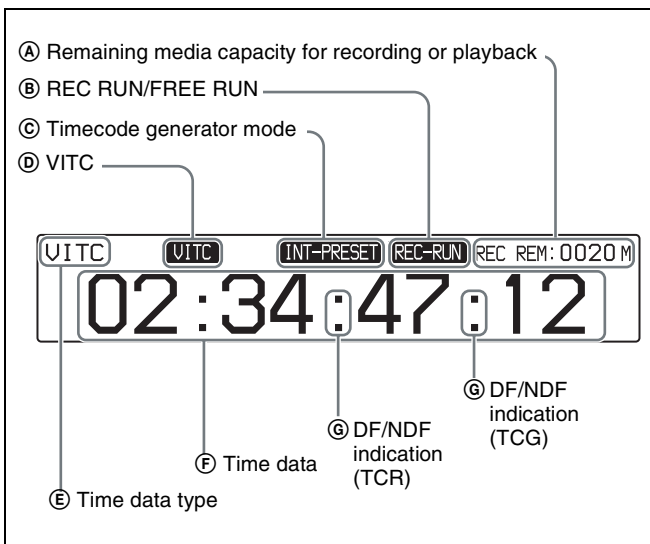 Ⓐ Remaining media capacity for recording or playback
Ⓑ REC RUN/FREE RUN
Ⓒ Timecode generator mode
Ⓓ VITC
VITC VITC INT-PRESET REC-RUN REC REM:0020 M
02:34:47:12
Ⓖ DF/NDF
indication
(TCG)
Ⓖ DF/NDF
indication
(TCR)
Ⓕ Time data
Ⓔ Time data type